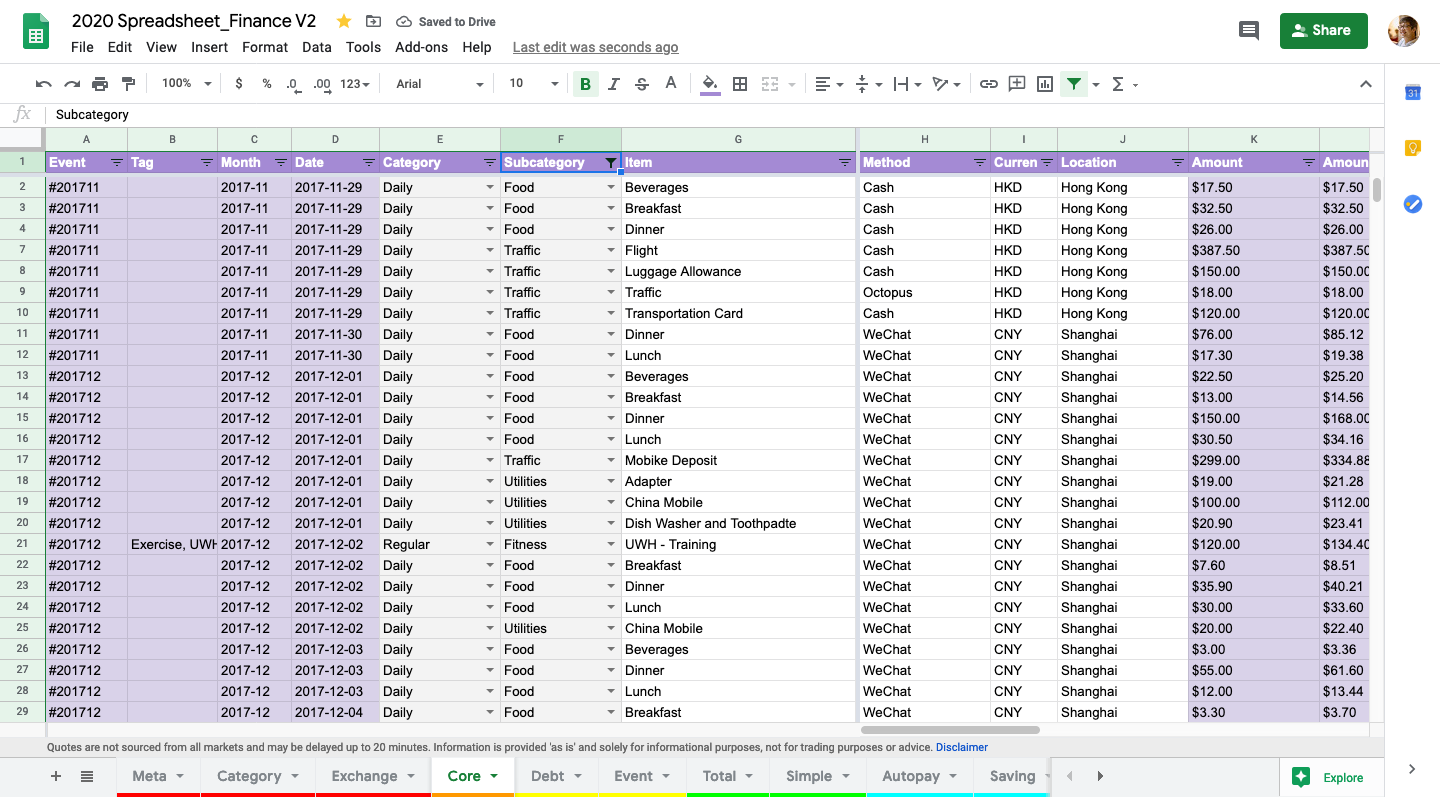 2020 Spreadsheet_Finance V2 Saved to Drive
File Edit View Insert Format Data Tools Add-ons Help Last edit was seconds ago
Share
100% $ % .0 .00 123 Arial 10 B I S A Σ
31
fx Subcategory
A B C D E F G H I J K
1 Event Tag Month Date Category Subcategory Item Method Curren Location Amount Amoun
2 #201711 2017-11 2017-11-29 Daily Food Beverages Cash HKD Hong Kong $17.50 $17.50
3 #201711 2017-11 2017-11-29 Daily Food Breakfast Cash HKD Hong Kong $32.50 $32.50
4 #201711 2017-11 2017-11-29 Daily Food Dinner Cash HKD Hong Kong $26.00 $26.00
7 #201711 2017-11 2017-11-29 Daily Traffic Flight Cash HKD Hong Kong $387.50 $387.50
8 #201711 2017-11 2017-11-29 Daily Traffic Luggage Allowance Cash HKD Hong Kong $150.00 $150.00
9 #201711 2017-11 2017-11-29 Daily Traffic Traffic Octopus HKD Hong Kong $18.00 $18.00
10 #201711 2017-11 2017-11-29 Daily Traffic Transportation Card Cash HKD Hong Kong $120.00 $120.00
11 #201711 2017-11 2017-11-30 Daily Food Dinner WeChat CNY Shanghai $76.00 $85.12
12 #201711 2017-11 2017-11-30 Daily Food Lunch WeChat CNY Shanghai $17.30 $19.38
13 #201712 2017-12 2017-12-01 Daily Food Beverages WeChat CNY Shanghai $22.50 $25.20
14 #201712 2017-12 2017-12-01 Daily Food Breakfast WeChat CNY Shanghai $13.00 $14.56
15 #201712 2017-12 2017-12-01 Daily Food Dinner WeChat CNY Shanghai $150.00 $168.00
16 #201712 2017-12 2017-12-01 Daily Food Lunch WeChat CNY Shanghai $30.50 $34.16
17 #201712 2017-12 2017-12-01 Daily Traffic Mobike Deposit WeChat CNY Shanghai $299.00 $334.88
18 #201712 2017-12 2017-12-01 Daily Utilities Adapter WeChat CNY Shanghai $19.00 $21.28
19 #201712 2017-12 2017-12-01 Daily Utilities China Mobile WeChat CNY Shanghai $100.00 $112.00
20 #201712 2017-12 2017-12-01 Daily Utilities Dish Washer and Toothpadte WeChat CNY Shanghai $20.90 $23.41
21 #201712 Exercise, UWH 2017-12 2017-12-02 Regular Fitness UWH - Training WeChat CNY Shanghai $120.00 $134.40
22 #201712 2017-12 2017-12-02 Daily Food Breakfast WeChat CNY Shanghai $7.60 $8.51
23 #201712 2017-12 2017-12-02 Daily Food Dinner WeChat CNY Shanghai $35.90 $40.21
24 #201712 2017-12 2017-12-02 Daily Food Lunch WeChat CNY Shanghai $30.00 $33.60
25 #201712 2017-12 2017-12-02 Daily Utilities China Mobile WeChat CNY Shanghai $20.00 $22.40
26 #201712 2017-12 2017-12-03 Daily Food Beverages WeChat CNY Shanghai $3.00 $3.36
27 #201712 2017-12 2017-12-03 Daily Food Dinner WeChat CNY Shanghai $55.00 $61.60
28 #201712 2017-12 2017-12-03 Daily Food Lunch WeChat CNY Shanghai $12.00 $13.44
29 #201712 2017-12 2017-12-04 Daily Food Breakfast WeChat CNY Shanghai $3.30 $3.70
Quotes are not sourced from all markets and may be delayed up to 20 minutes. Information is provided 'as is' and solely for informational purposes, not for trading purposes or advice. Disclaimer
Meta Category Exchange Core Debt Event Total Simple Autopay Saving Explore